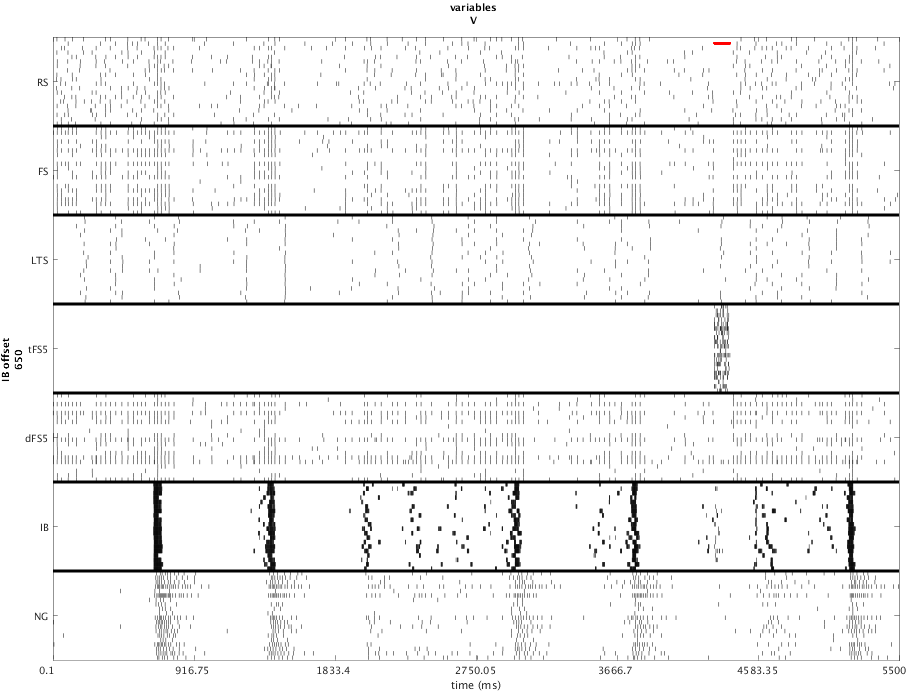 variables
V
RS
FS
LTS
tFS5
dFS5
IB
NG
IB offset
650
0.1 916.75 1833.4 2750.05 3666.7 4583.35 5500
time (ms)